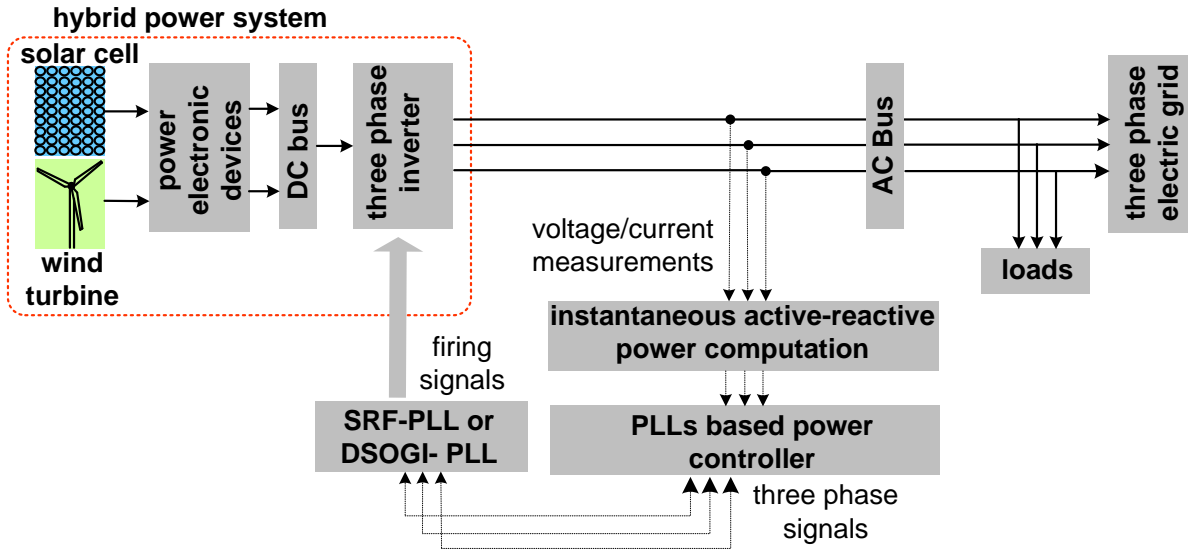 hybrid power system
solar cell
wind
turbine
power
electronic
devices
DC bus
three phase
inverter
AC Bus
three phase
electric grid
loads
voltage/current
measurements
instantaneous active-reactive
power computation
firing
signals
SRF-PLL or
DSOGI- PLL
PLLs based power
controller
three phase
signals